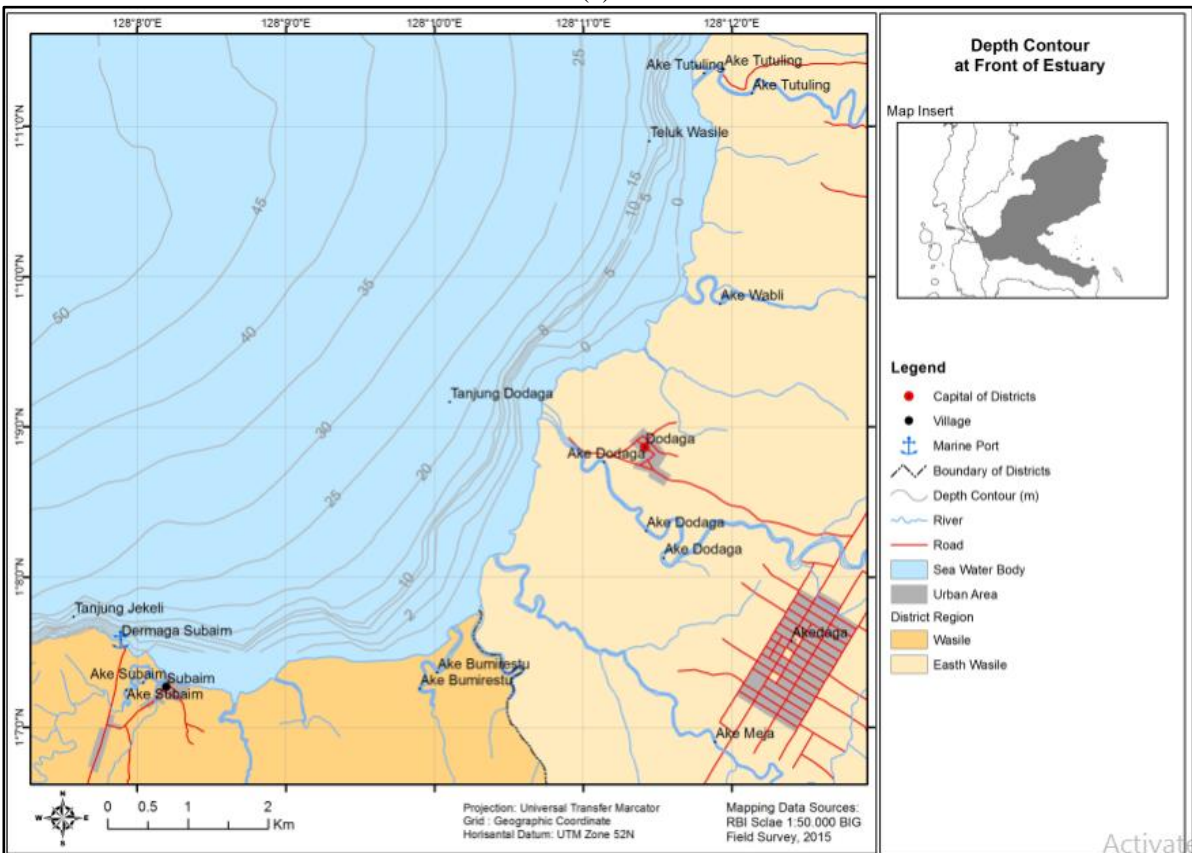 128°8'0"E 128°9'0"E 128°10'0"E 128°11'0"E 128°12'0"E
1°11'0"N
1°10'0"N
1°9'0"N
1°8'0"N
1°7'0"N
25
Ake Tutuling
Ake Tutuling
Ake Tutuling
Teluk Wasile
15
10
5
0
45
35
5
50
40
8
0
Ake Wabli
Tanjung Dodaga
30
20
25
Dodaga
Ake Dodaga
Ake Dodaga
Ake Dodaga
10
2
Tanjung Jekeli
Dermaga Subaim
Ake Subaim
Subaim
Ake Subaim
Ake Bumirestu
Ake Bumirestu
Akedaga
Ake Meja
N
W E
S
0 0.5 1 2
Km
Projection: Universal Transfer Marcator
Grid : Geographic Coordinate
Horisantal Datum: UTM Zone 52N
Mapping Data Sources:
RBI Sclae 1:50.000 BIG
Field Survey, 2015
Depth Contour
at Front of Estuary
Map Insert
Legend
Capital of Districts
Village
Marine Port
Boundary of Districts
Depth Contour (m)
River
Road
Sea Water Body
Urban Area
District Region
Wasile
Easth Wasile